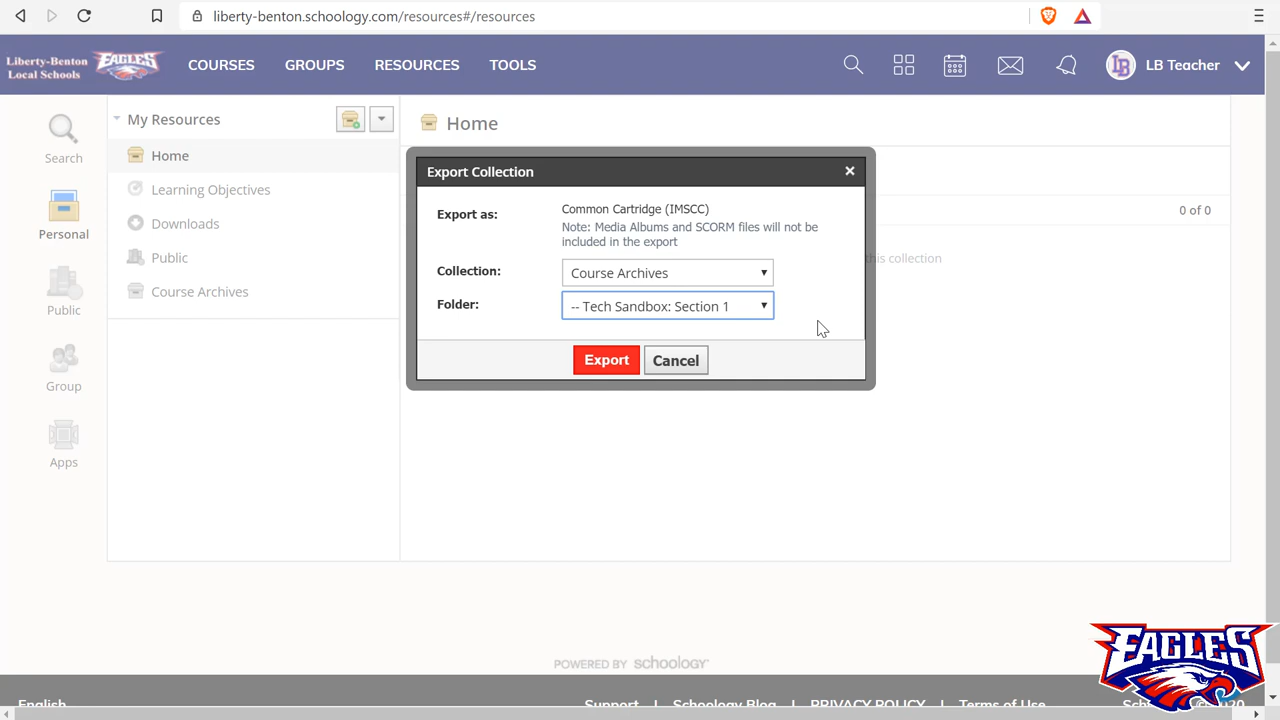 liberty-benton.schoology.com/resources#/resources
Liberty-Benton
Local Schools
EAGLES
COURSES
GROUPS
RESOURCES
TOOLS
LB
LB Teacher
Search
Personal
Public
Group
Apps
My Resources
Home
Learning Objectives
Downloads
Public
Course Archives
Home
0 of 0
this collection
Export Collection
×
Export as:
Common Cartridge (IMSCC)
Note: Media Albums and SCORM files will not be
included in the export
Collection:
Course Archives
Folder:
-- Tech Sandbox: Section 1
Export
Cancel
POWERED BY schoology
English
Support | Schoology Blog | PRIVACY POLICY | Terms of Use
EAGLES